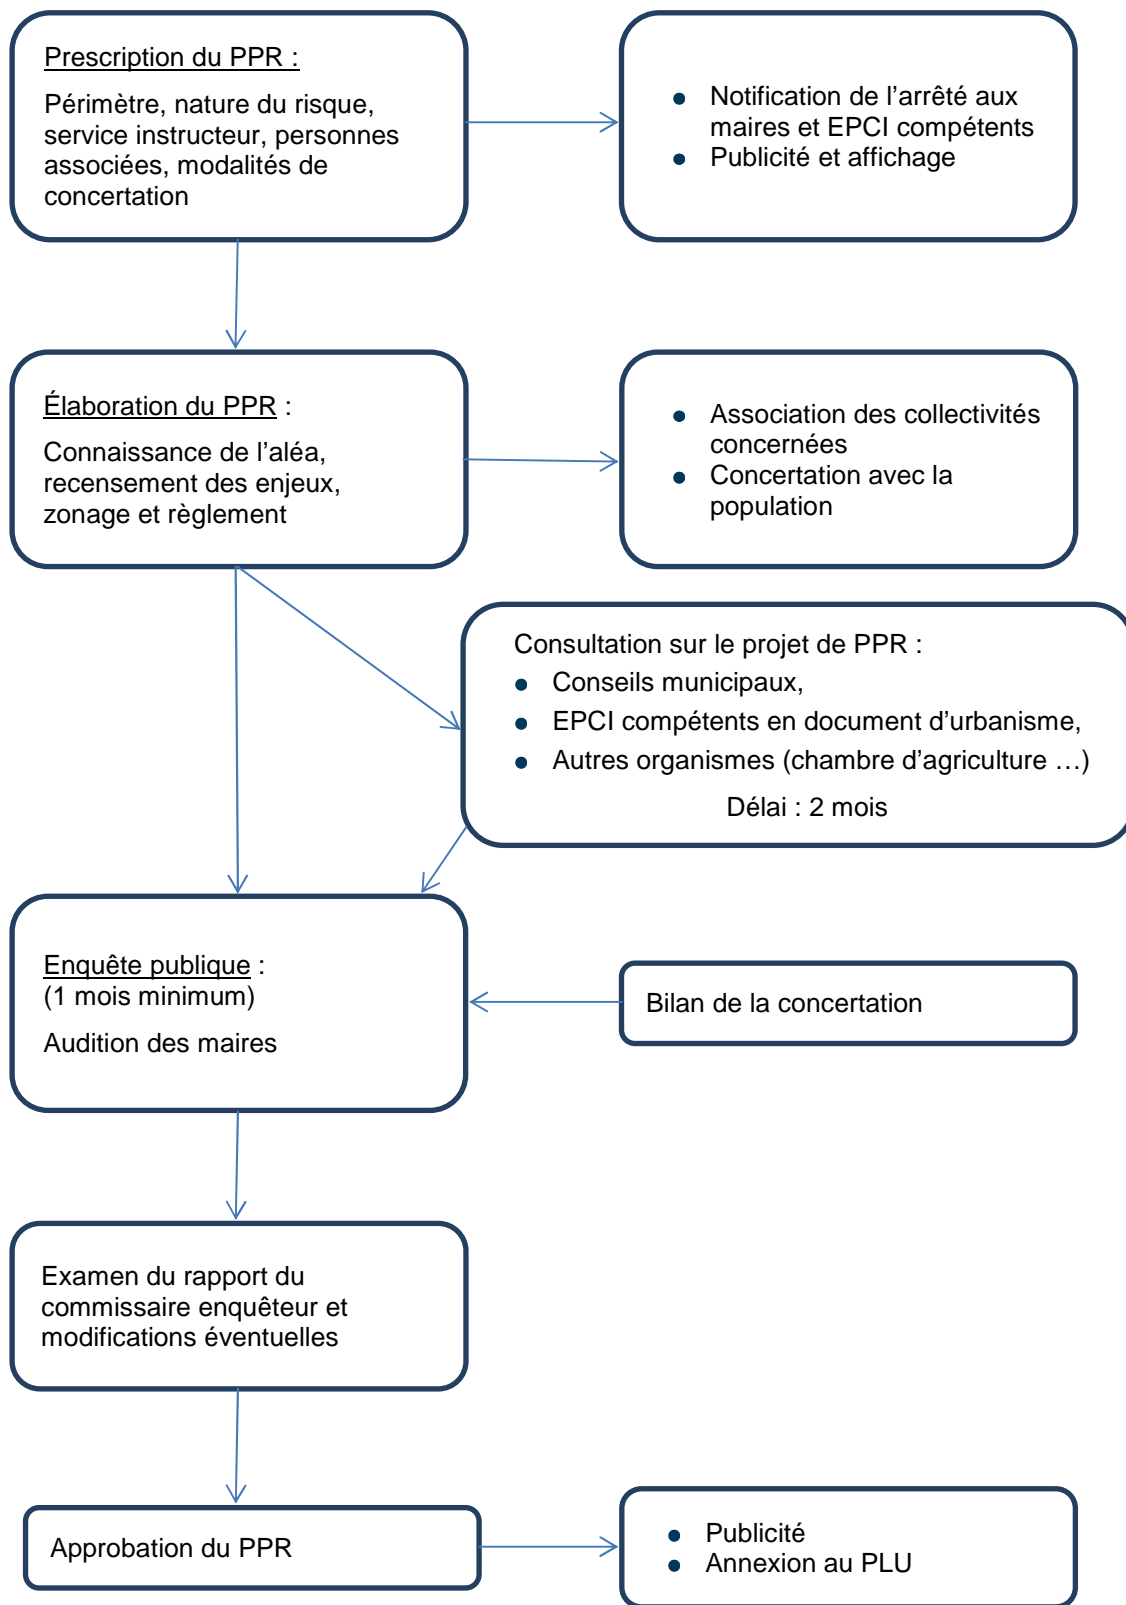 Prescription du PPR :
Périmètre, nature du risque,
service instructeur, personnes
associées, modalités de
concertation
● Notification de l’arrêté aux
maires et EPCI compétents
● Publicité et affichage
Élaboration du PPR :
Connaissance de l’aléa,
recensement des enjeux,
zonage et règlement
● Association des collectivités
concernées
● Concertation avec la
population
Consultation sur le projet de PPR :
● Conseils municipaux,
● EPCI compétents en document d’urbanisme,
● Autres organismes (chambre d’agriculture …)
Délai : 2 mois
Enquête publique :
(1 mois minimum)
Audition des maires
Bilan de la concertation
Examen du rapport du
commissaire enquêteur et
modifications éventuelles
Approbation du PPR
● Publicité
● Annexion au PLU